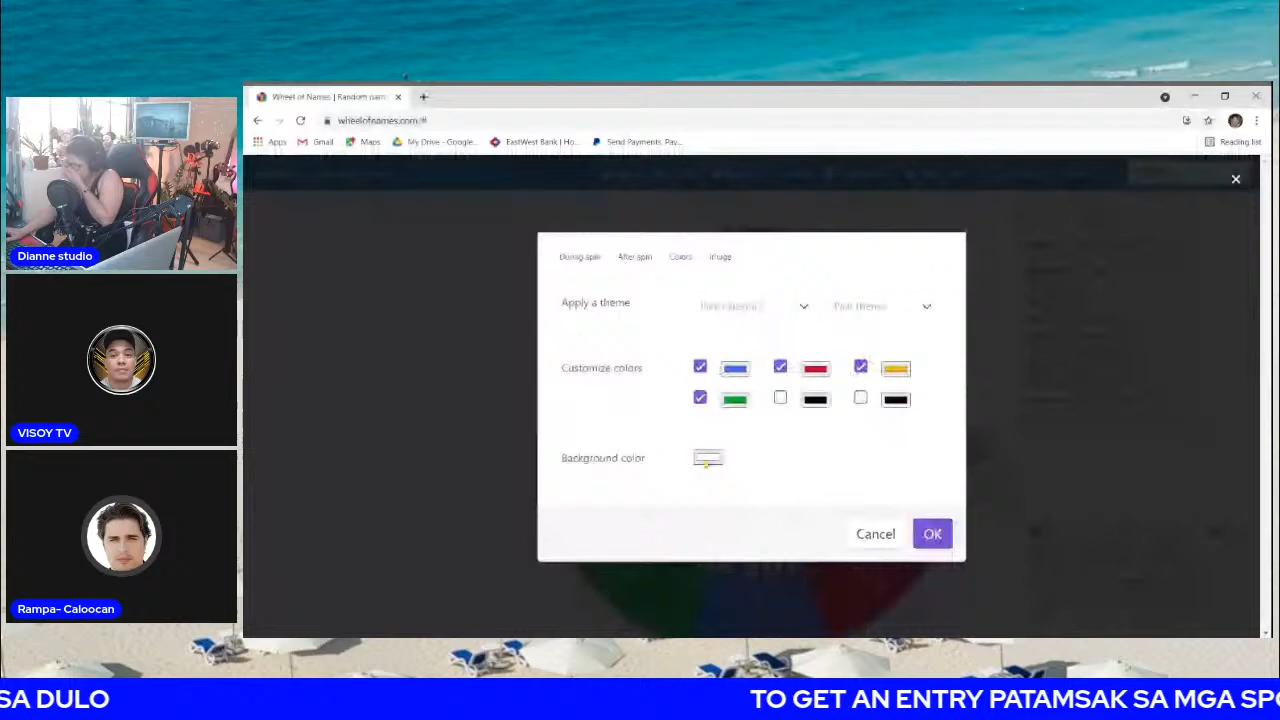 Wheel of Names | Random nam
wheelofnames.com/#
Apps
Gmail
Maps
My Drive - Google...
EastWest Bank | Ho...
Send Payments, Pay...
Reading list
Dianne studio
VISOY TV
Rampa- Caloocan
During spin
After spin
Colors
Image
Apply a theme
Customize colors
Background color
Cancel
OK
SA DULO
TO GET AN ENTRY PATAMSAK SA MGA SPO